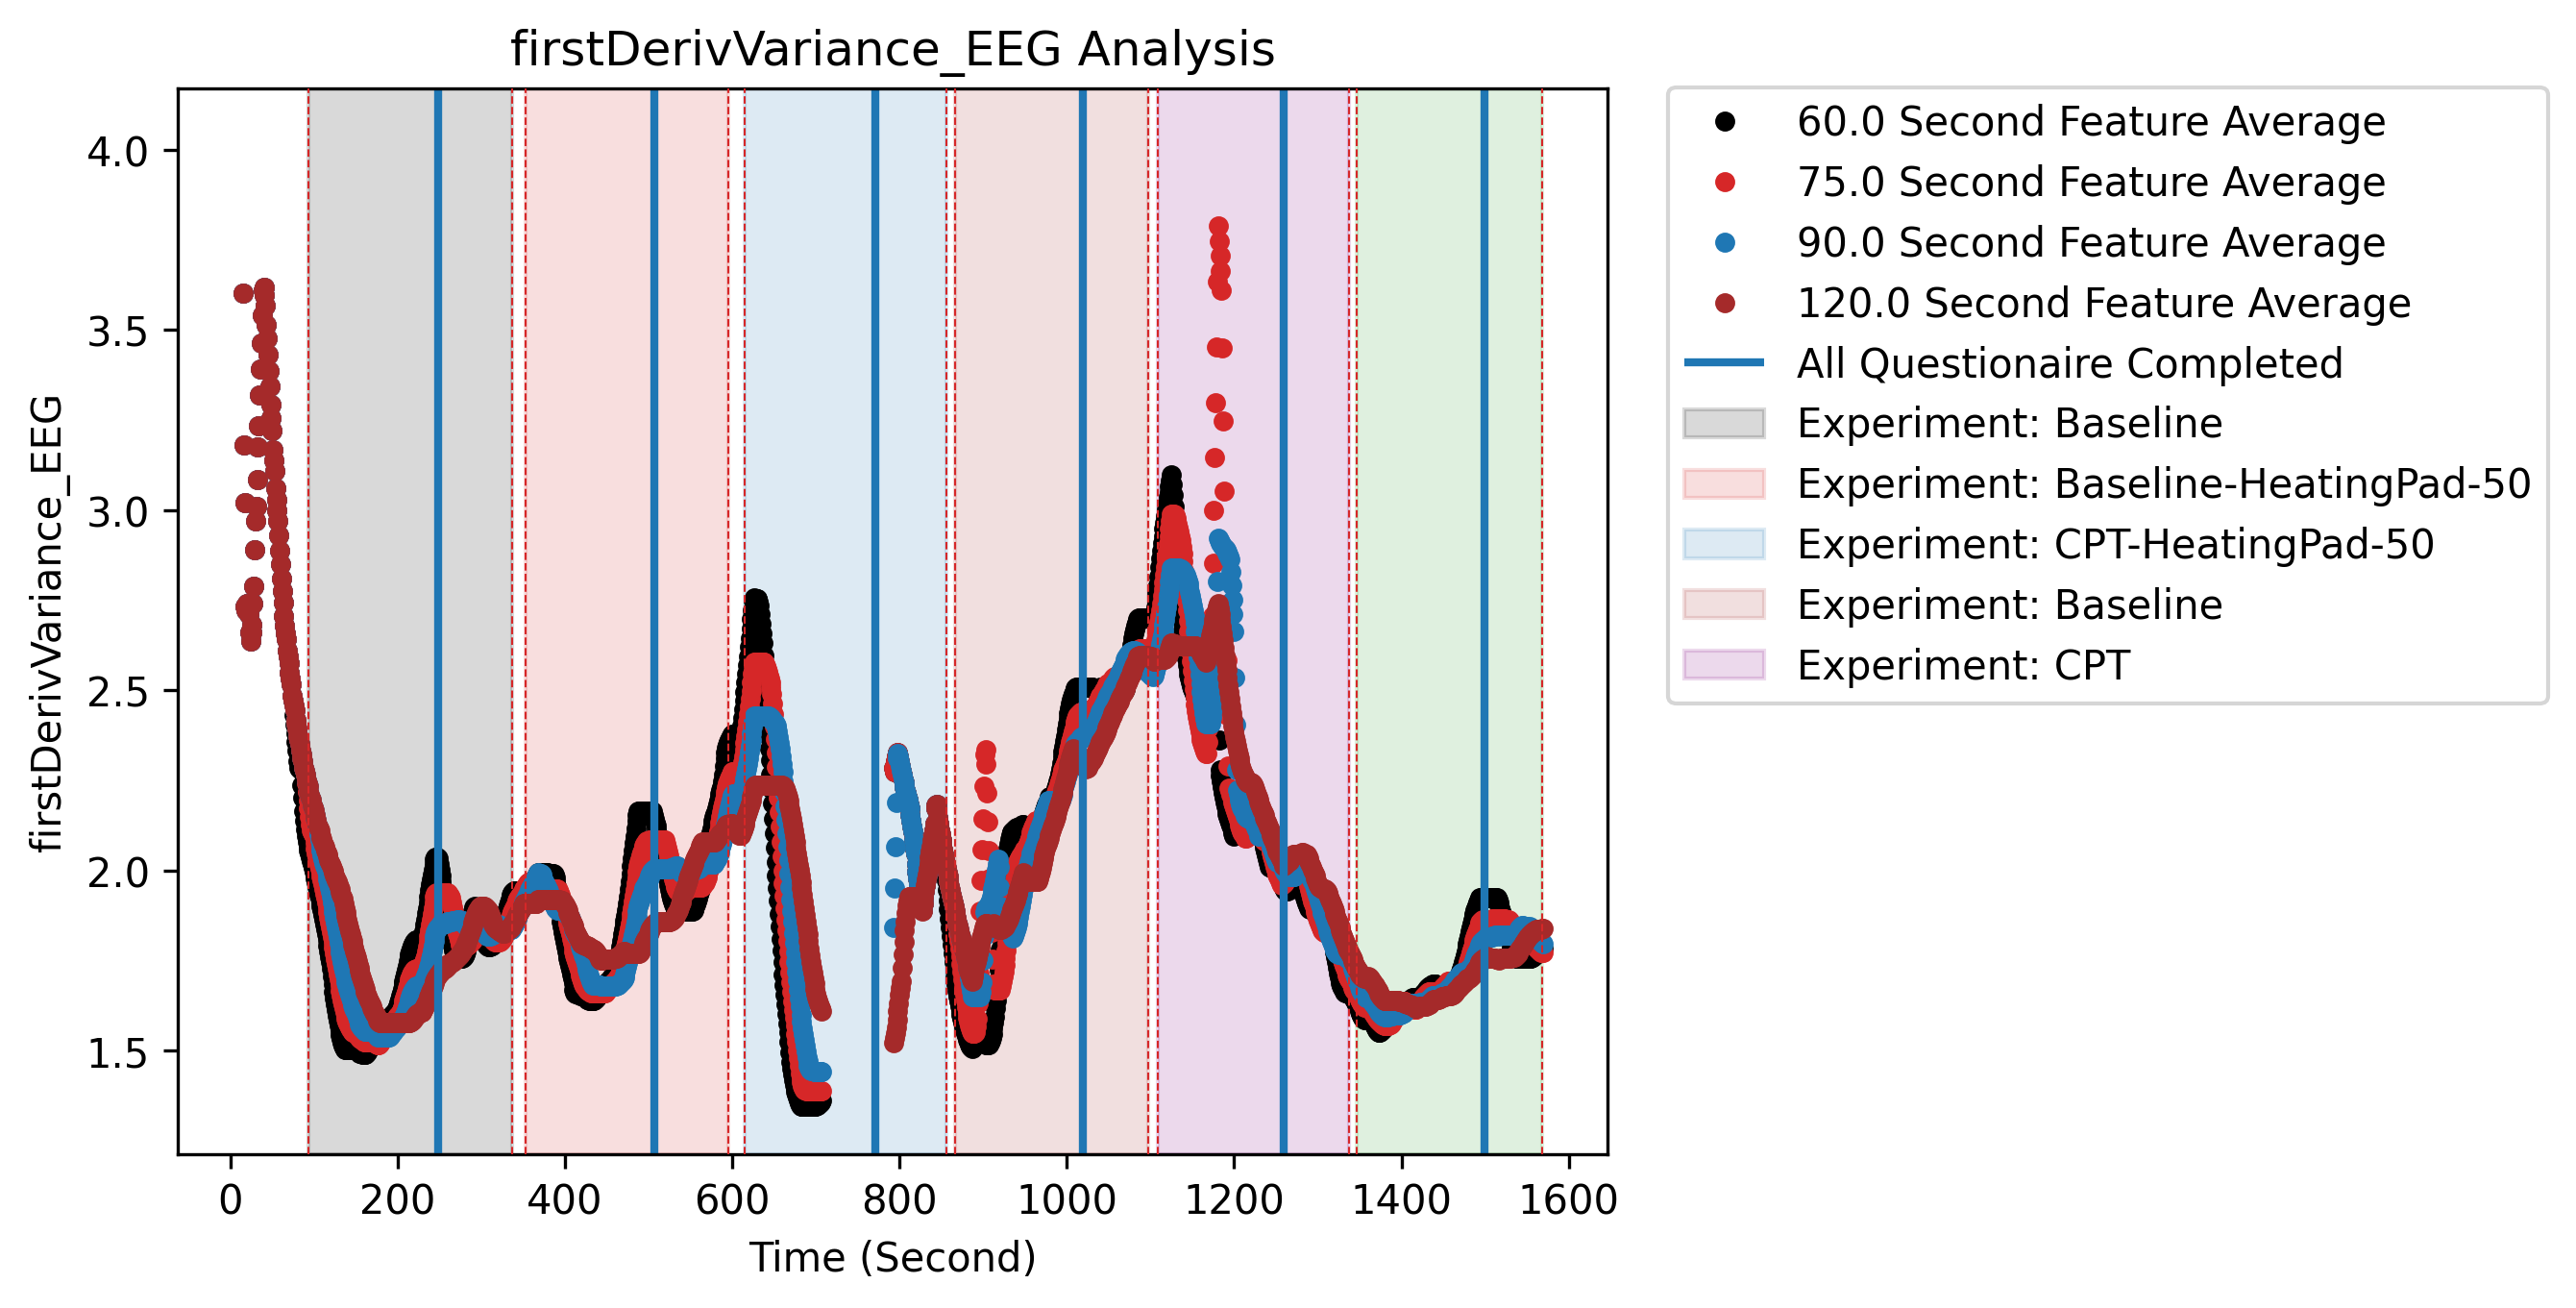 firstDerivVariance_EEG Analysis
firstDerivVariance_EEG
4.0
3.5
3.0
2.5
2.0
1.5
0 200 400 600 800 1000 1200 1400 1600
Time (Second)
60.0 Second Feature Average
75.0 Second Feature Average
90.0 Second Feature Average
120.0 Second Feature Average
All Questionaire Completed
Experiment: Baseline
Experiment: Baseline-HeatingPad-50
Experiment: CPT-HeatingPad-50
Experiment: Baseline
Experiment: CPT